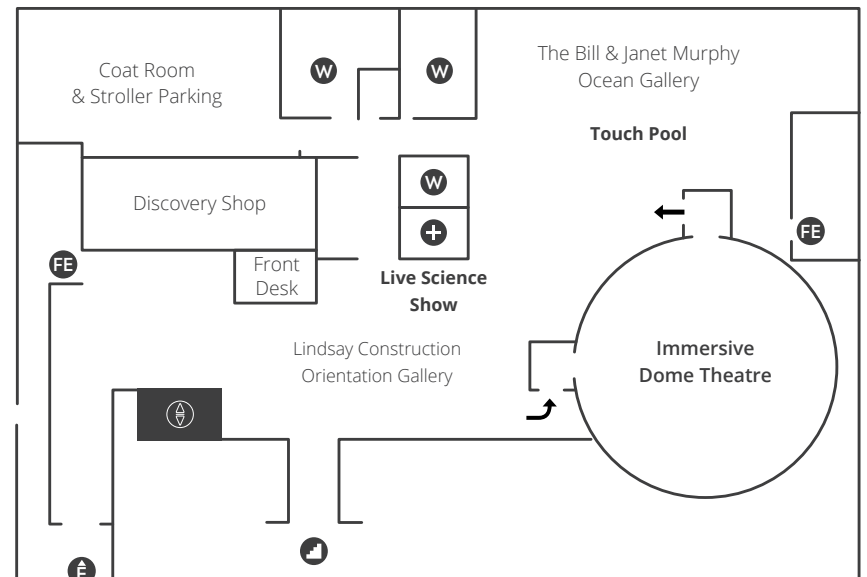 Coat Room
& Stroller Parking
W
W
The Bill & Janet Murphy
Ocean Gallery
Touch Pool
W
Discovery Shop
FE
FE
Front
Desk
Live Science
Show
Lindsay Construction
Orientation Gallery
Immersive
Dome Theatre
E